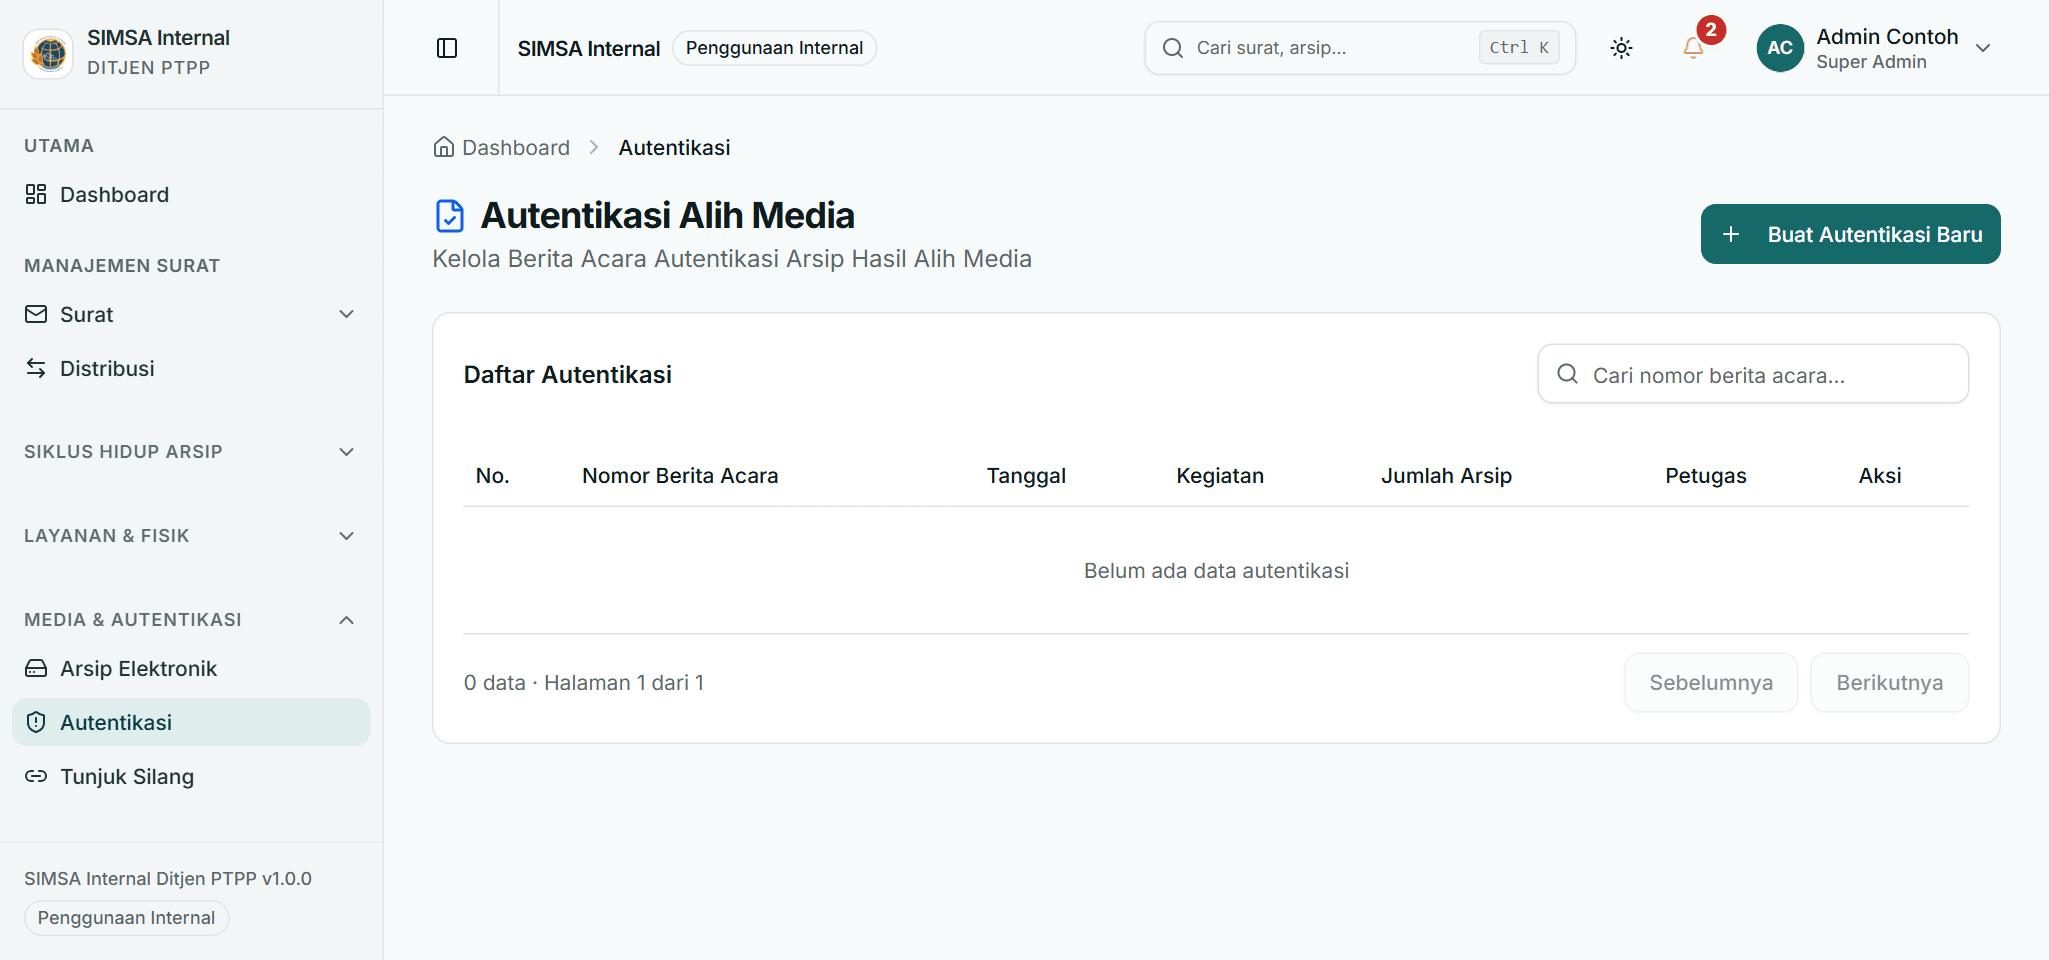 SIMSA Internal
DITJEN PTPP
UTAMA
Dashboard
MANAJEMEN SURAT
Surat
Distribusi
SIKLUS HIDUP ARSIP
LAYANAN & FISIK
MEDIA & AUTENTIKASI
Arsip Elektronik
Autentikasi
Tunjuk Silang
SIMSA Internal Ditjen PTPP v1.0.0
Penggunaan Internal
SIMSA Internal
Penggunaan Internal
Cari surat, arsip...
Ctrl K
2
AC
Admin Contoh
Super Admin
Dashboard
Autentikasi
Autentikasi Alih Media
Kelola Berita Acara Autentikasi Arsip Hasil Alih Media
Buat Autentikasi Baru
Daftar Autentikasi
Cari nomor berita acara...
No. Nomor Berita Acara Tanggal Kegiatan Jumlah Arsip Petugas Aksi
Belum ada data autentikasi
0 data · Halaman 1 dari 1
Sebelumnya
Berikutnya